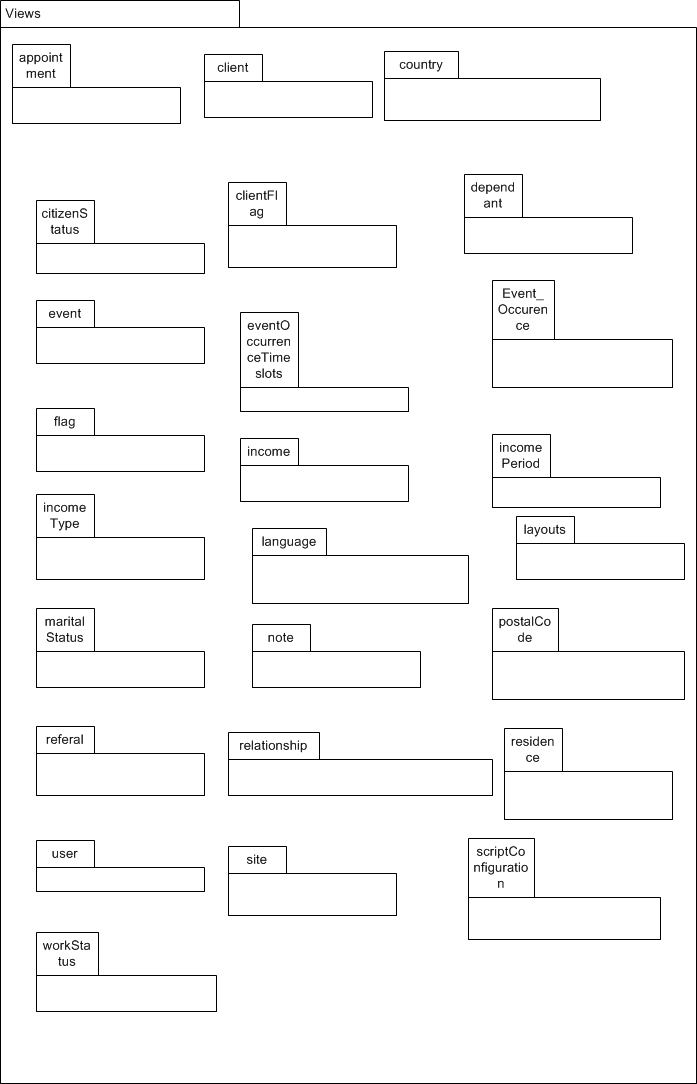 Views
appoint
ment
client
country
citizenS
tatus
clientFl
ag
depend
ant
event
eventO
ccurren
ceTime
slots
Event_
Occuren
ce
flag
income
income
Period
income
Type
language
layouts
marital
Status
note
postalCo
de
referal
relationship
residen
ce
user
site
scriptCo
nfiguratio
n
workSta
tus